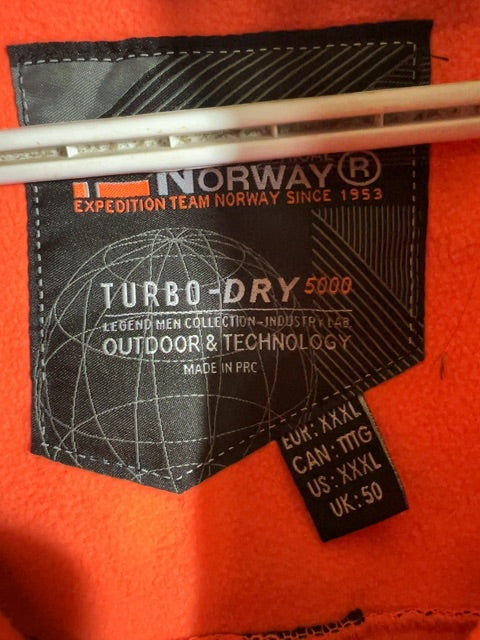 NORWAY®
EXPEDITION TEAM NORWAY SINCE 1953
TURBO-DRY 5000
LEGEND MEN COLLECTION-INDUSTRY LAB
OUTDOOR & TECHNOLOGY
MADE IN PRC
EUR: XXXL
CAN: TTTG
US: XXXL
UK: 50